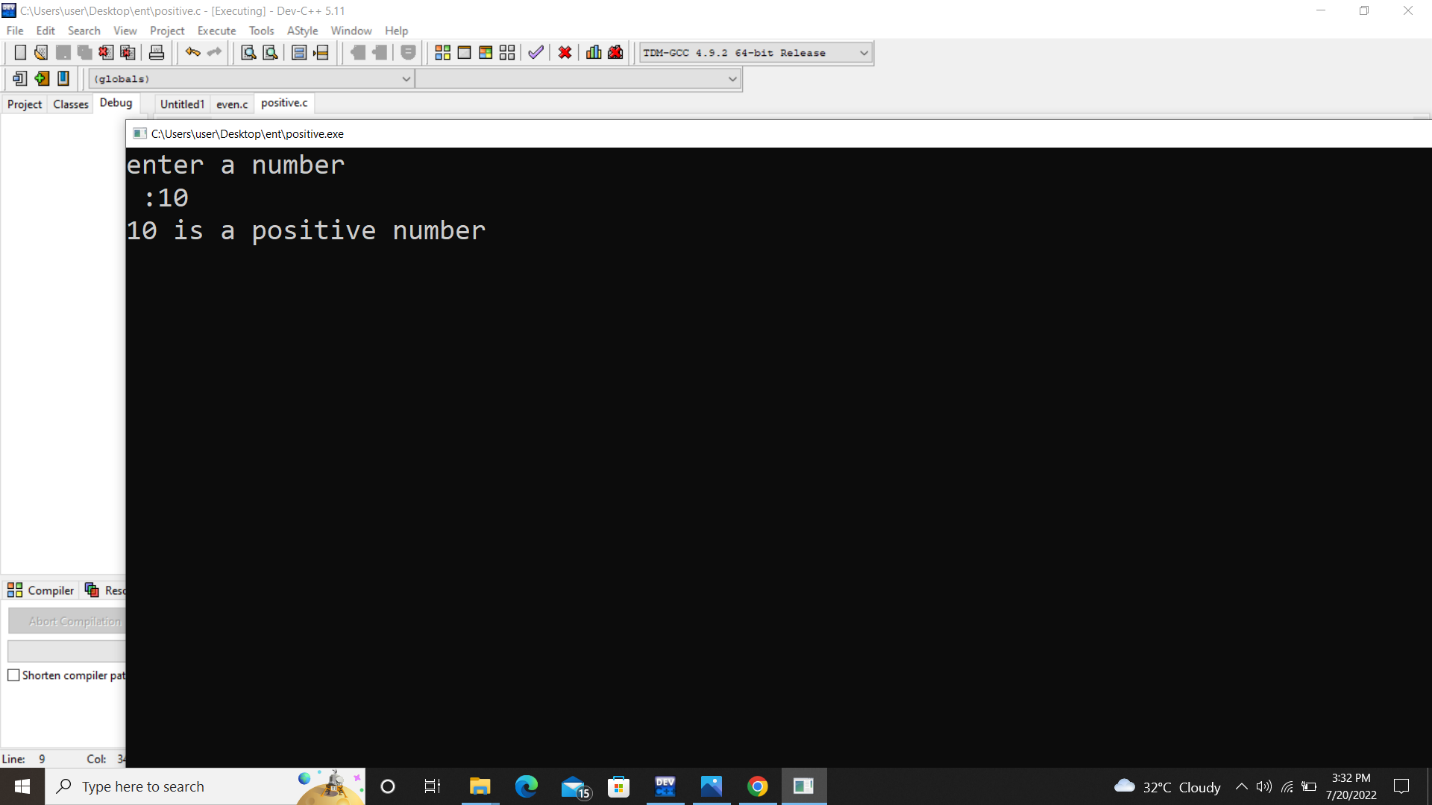 C:\Users\user\Desktop\ent\positive.c - [Executing] - Dev-C++ 5.11
File Edit Search View Project Execute Tools AStyle Window Help
TDM-GCC 4.9.2 64-bit Release
(globals)
Project Classes Debug Untitled1 even.c positive.c
C:\Users\user\Desktop\ent\positive.exe
enter a number
:10
10 is a positive number
Compiler
Abort Compilation
Shorten compiler
Line: 9 Col:
Type here to search
DEV
15
32°C Cloudy
3:32 PM
7/20/2022